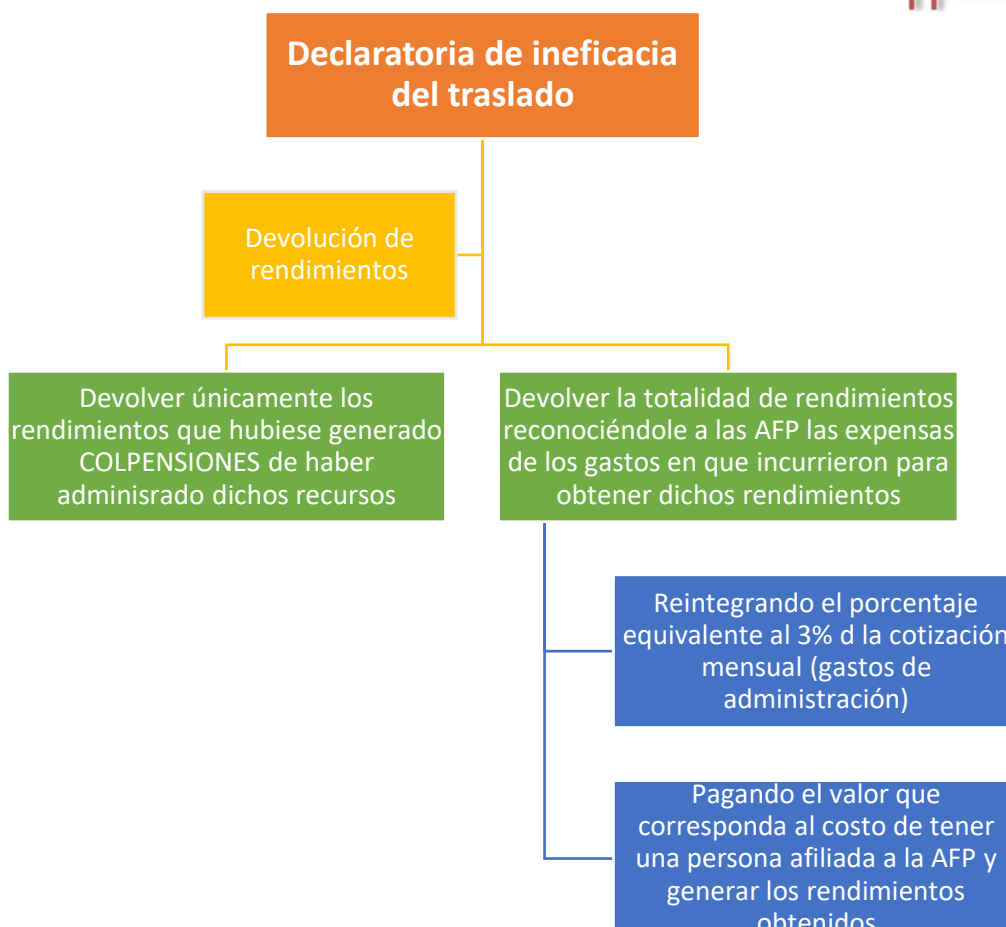 Declaratoria de ineficacia
del traslado
Devolución de
rendimientos
Devolver únicamente los
rendimientos que hubiese generado
COLPENSIONES de haber
adminisrado dichos recursos
Devolver la totalidad de rendimientos
reconociéndole a las AFP las expensas
de los gastos en que incurrieron para
obtener dichos rendimientos
Reintegrando el porcentaje
equivalente al 3% d la cotización
mensual (gastos de
administración)
Pagando el valor que
corresponda al costo de tener
una persona afiliada a la AFP y
generar los rendimientos
obtenidos